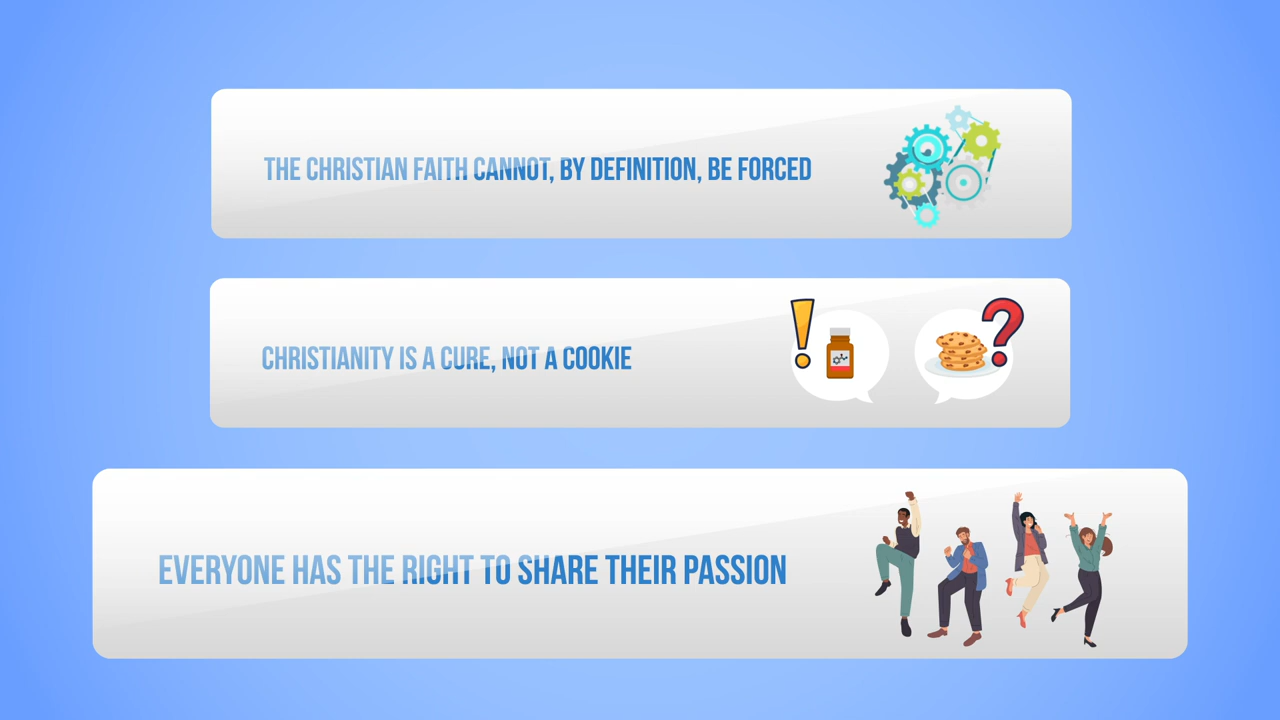 THE CHRISTIAN FAITH CANNOT, BY DEFINITION, BE FORCED
CHRISTIANITY IS A CURE, NOT A COOKIE
EVERYONE HAS THE RIGHT TO SHARE THEIR PASSION